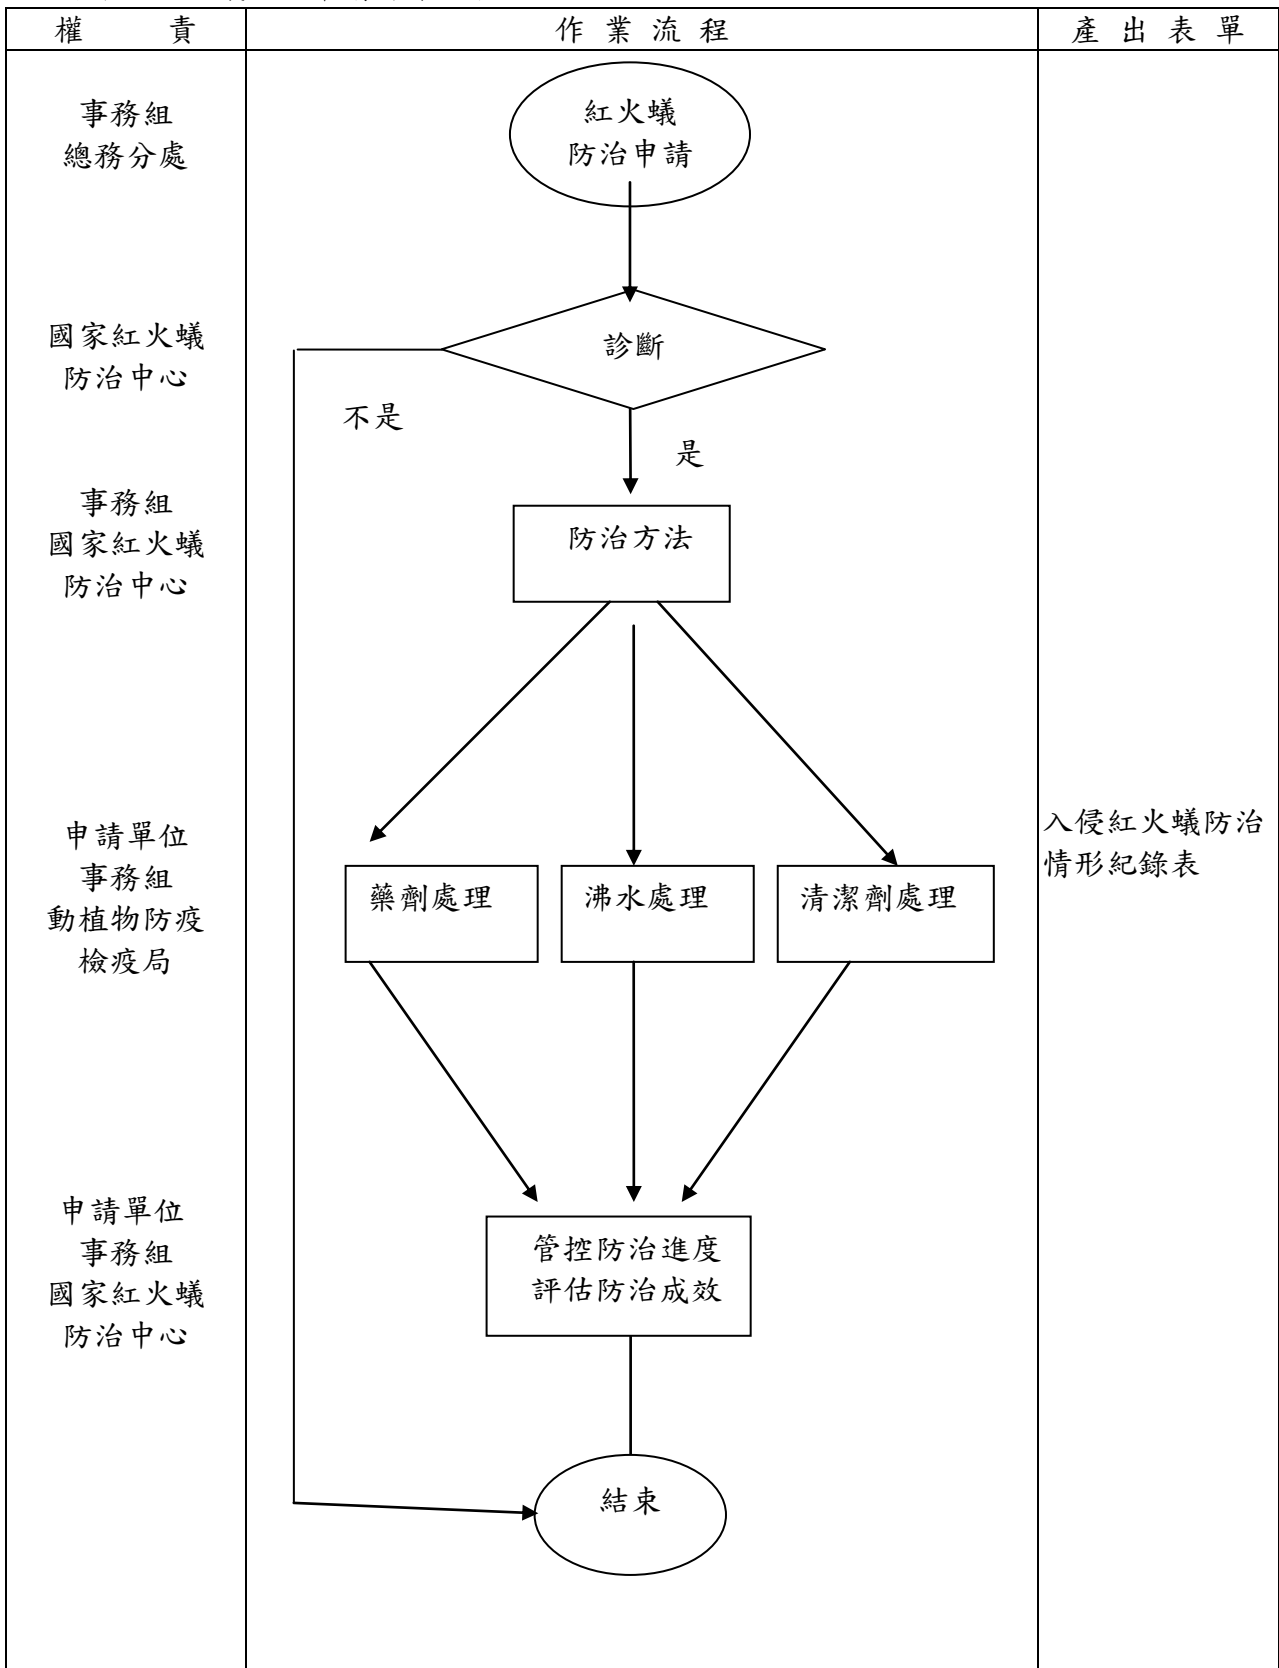 權 責
作 業 流 程
產 出 表 單
事務組
總務分處
紅火蟻
防治申請
國家紅火蟻
防治中心
診斷
不是
是
事務組
國家紅火蟻
防治中心
防治方法
申請單位
事務組
動植物防疫
檢疫局
藥劑處理
沸水處理
清潔劑處理
入侵紅火蟻防治
情形紀錄表
申請單位
事務組
國家紅火蟻
防治中心
管控防治進度
評估防治成效
結束